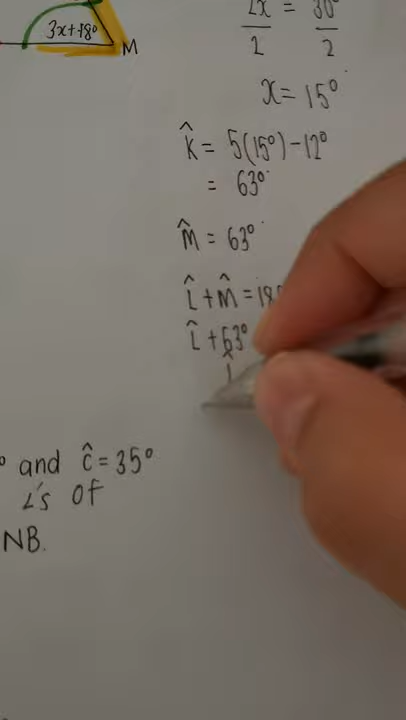 3x+18° M
2x = 30°
2 2
x = 15°
K̂ = 5(15°) - 12°
= 63°
M̂ = 63°
L̂ + M̂ = 18
L̂ + 63°
L̂
° and Ĉ = 35°
∠'s of
NB.